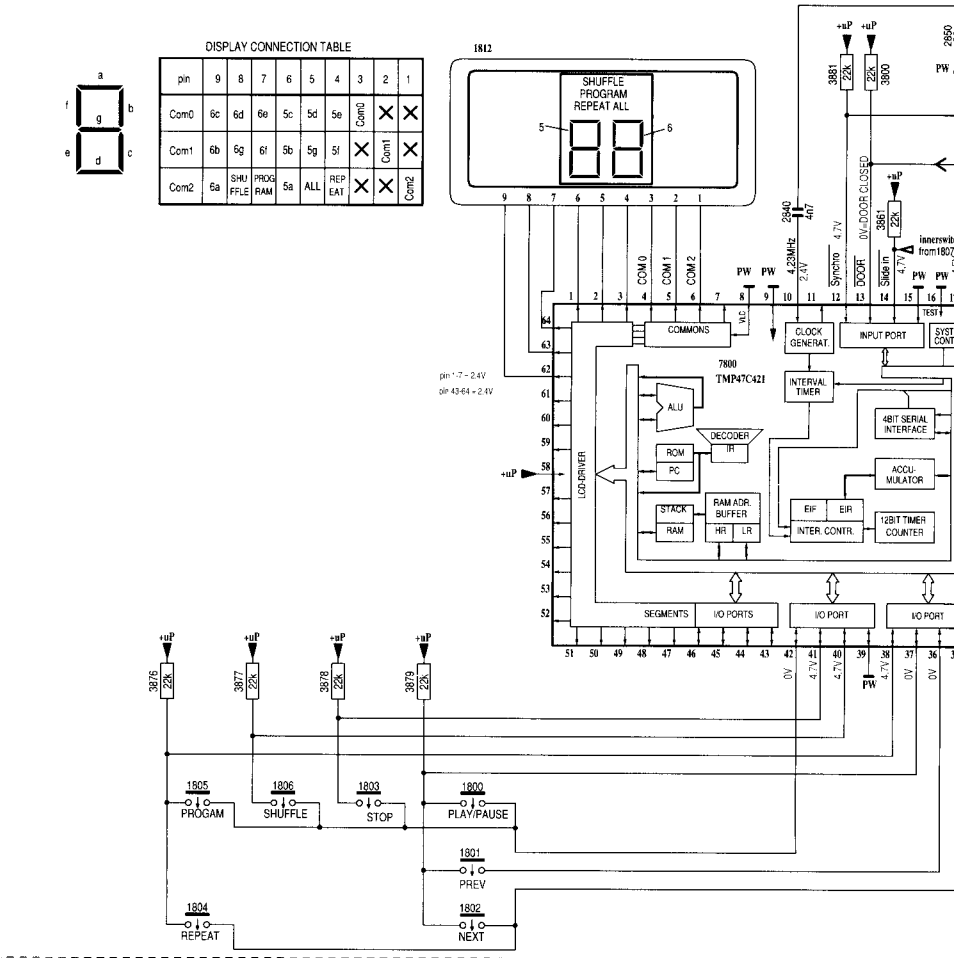 DISPLAY CONNECTION TABLE
pin 9 8 7 6 5 4 3 2 1
Com0 6c 6d 6e 5c 5d 5e Com0
Com1 6b 6g 6f 5b 5g 5f Com1
Com2 6a SHU FFLE PROG RAM 5a ALL REP EAT Com2
a
f b
g
e c
d
1812
SHUFFLE
PROGRAM
REPEAT ALL
5 6
9 8 7 6 5 4 3 2 1
COM 0
COM 1
COM 2
+uP +uP
3881 22k
22k 3800
2850
PW
2840
4n7
4,23MHz
2.4V
Synchro
4.7V
DOOR
0V=DOOR CLOSED
+uP
3861
22k
Slide in
4,7V
from1807
PW PW PW PW
1 2 3 4 5 6 7 8 9 10 11 12 13 14 15 16
VLC
TEST
COMMONS
CLOCK
GENERAT.
INPUT PORT
7800
TMP47C421
INTERVAL
TIMER
pin 1-7 = 2.4V
pin 43-64 = 2.4V
64
63
62
61
60
59
58
57
56
55
54
53
52
+uP
LCD-DRIVER
ALU
DECODER
IR
ROM
PC
STACK
RAM
RAM ADR.
BUFFER
HR LR
4BIT SERIAL
INTERFACE
ACCU-
MULATOR
EIF EIR
INTER. CONTR.
12BIT TIMER
COUNTER
SEGMENTS I/O PORTS I/O PORT I/O PORT
51 50 49 48 47 46 45 44 43 42 41 40 39 38 37 36
0V 4.7V 4.7V PW 4.7V 0V 0V
+uP +uP +uP +uP
3876 22k
3877 22k
3878 22k
3879 22k
1805
PROGAM
1806
SHUFFLE
1803
STOP
1800
PLAY/PAUSE
1801
PREV
1804
REPEAT
1802
NEXT